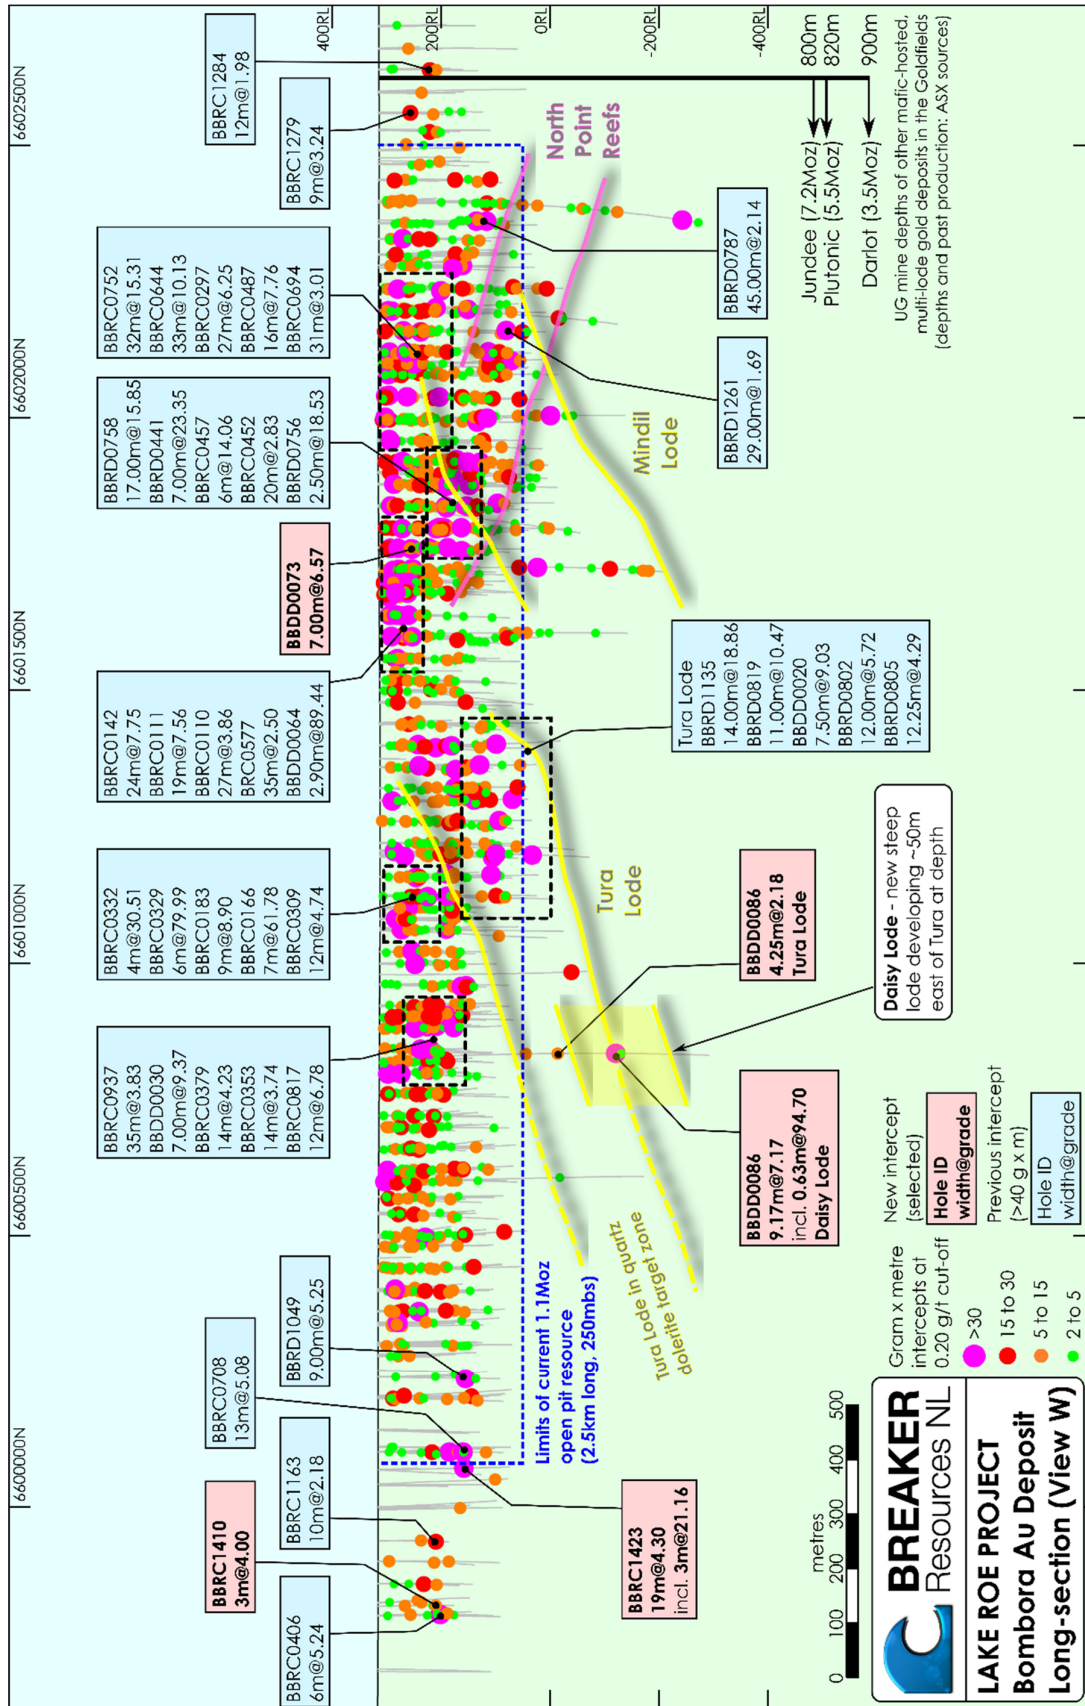 6600000N
6600500N
6601000N
6601500N
6602000N
6602500N
400RL
200RL
0RL
-200RL
-400RL
BBRC0406
6m@5.24
BBRC1410
3m@4.00
BBRC1163
10m@2.18
BBRC0708
13m@5.08
BBRD1049
9.00m@5.25
BBRC0937
35m@3.83
BBDD0030
7.00m@9.37
BBRC0379
14m@4.23
BBRC0353
14m@3.74
BBRC0817
12m@6.78
BBRC0332
4m@30.51
BBRC0329
6m@79.99
BBRC0183
9m@8.90
BBRC0166
7m@61.78
BBRC0309
12m@4.74
BBRC0142
24m@7.75
BBRC0111
19m@7.56
BBRC0110
27m@3.86
BRC0577
35m@2.50
BBDD0064
2.90m@89.44
BBDD0073
7.00m@6.57
BBRD0758
17.00m@15.85
BBRD0441
7.00m@23.35
BBRC0457
6m@14.06
BBRC0452
20m@2.83
BBRD0756
2.50m@18.53
BBRC0752
32m@15.31
BBRC0644
33m@10.13
BBRC0297
27m@6.25
BBRC0487
16m@7.76
BBRC0694
31m@3.01
BBRC1279
9m@3.24
BBRC1284
12m@1.98
Limits of current 1.1Moz
open pit resource
(2.5km long, 250mbs)
Tura Lode in quartz
dolerite target zone
Tura
Lode
Mindil
Lode
North
Point
Reefs
BBRC1423
19m@4.30
incl. 3m@21.16
BBDD0086
9.17m@7.17
incl. 0.63m@94.70
Daisy Lode
BBDD0086
4.25m@2.18
Tura Lode
Daisy Lode - new steep
lode developing ~50m
east of Tura at depth
Tura Lode
BBRD1135
14.00m@18.86
BBRD0819
11.00m@10.47
BBDD0020
7.50m@9.03
BBRD0802
12.00m@5.72
BBRD0805
12.25m@4.29
BBRD1261
29.00m@1.69
BBRD0787
45.00m@2.14
Jundee (7.2Moz) 800m
Plutonic (5.5Moz) 820m
Darlot (3.5Moz) 900m
UG mine depths of other mafic-hosted,
multi-lode gold deposits in the Goldfields
(depths and past production: ASX sources)
metres
0 100 200 300 400 500
BREAKER
Resources NL
LAKE ROE PROJECT
Bombora Au Deposit
Long-section (View W)
Gram x metre
intercepts at
0.20 g/t cut-off
>30
15 to 30
5 to 15
2 to 5
New intercept
(selected)
Hole ID
width@grade
Previous intercept
(>40 g x m)
Hole ID
width@grade